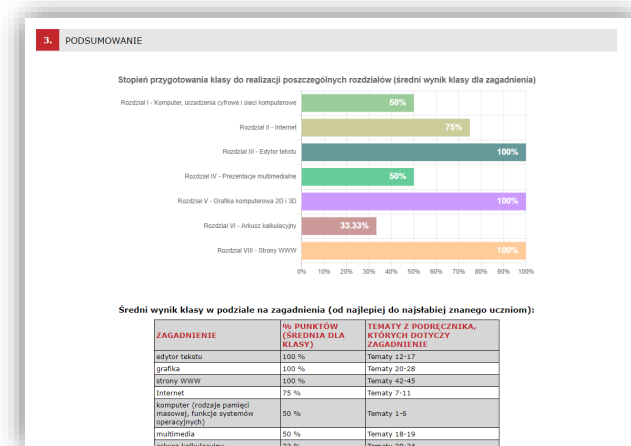 3. PODSUMOWANIE
Stopień przygotowania klasy do realizacji poszczególnych rozdziałów (średni wynik klasy dla zagadnienia)
Rozdział I - Komputer, urzadzenia cyfrowe i sieci komputerowe 50%
Rozdział II - Internet 75%
Rozdział III - Edytor tekstu 100%
Rozdział IV - Prezentacje multimedialne 50%
Rozdział V - Grafika komputerowa 2D i 3D 100%
Rozdział VI - Arkusz kalkulacyjny 33.33%
Rozdział VIII - Strony WWW 100%
0% 10% 20% 30% 40% 50% 60% 70% 80% 90% 100%
Średni wynik klasy w podziale na zagadnienia (od najlepiej do najsłabiej znanego uczniom):
ZAGADNIENIE
% PUNKTÓW
(ŚREDNIA DLA
KLASY)
TEMATY Z PODRĘCZNIKA,
KTÓRYCH DOTYCZY
ZAGADNIENIE
edytor tekstu 100 % Tematy 12-17
grafika 100 % Tematy 20-28
strony WWW 100 % Tematy 42-45
Internet 75 % Tematy 7-11
komputer (rodzaje pamięci
masowej, funkcje systemów
operacyjnych)
50 % Tematy 1-6
multimedia 50 % Tematy 18-19